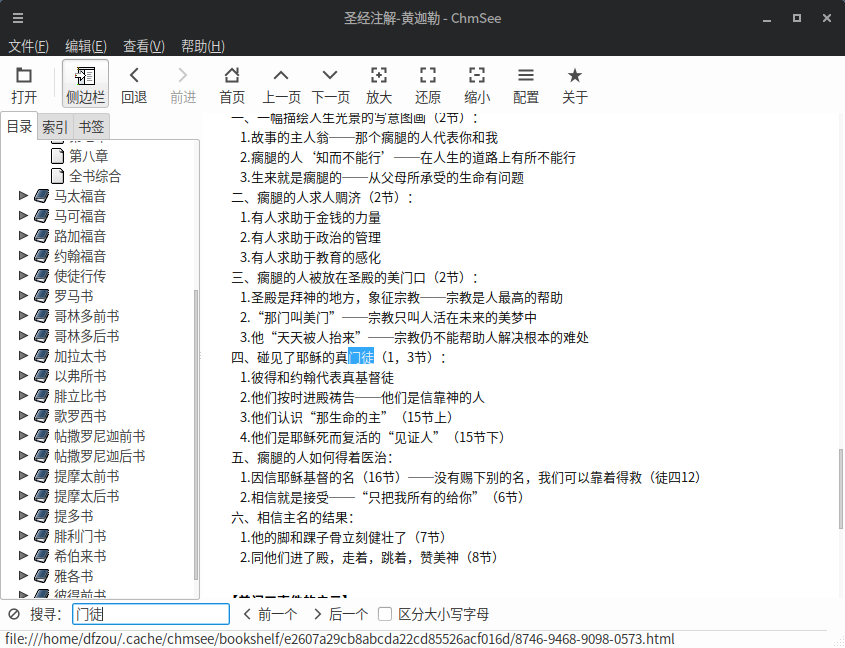 圣经注解-黄迦勒 - ChmSee
文件(F) 编辑(E) 查看(V) 帮助(H)
打开 侧边栏 回退 前进 首页 上一页 下一页 放大 还原 缩小 配置 关于
目录 索引 书签
第八章
全书综合
马太福音
马可福音
路加福音
约翰福音
使徒行传
罗马书
哥林多前书
哥林多后书
加拉太书
以弗所书
腓立比书
歌罗西书
帖撒罗尼迦前书
帖撒罗尼迦后书
提摩太前书
提摩太后书
提多书
腓利门书
希伯来书
雅各书
彼得前书
一、一幅描绘人生光景的写意图画（2节）：
1.故事的主人翁──那个瘸腿的人代表你和我
2.瘸腿的人‘知而不能行’──在人生的道路上有所不能行
3.生来就是瘸腿的──从父母所承受的生命有问题
二、瘸腿的人求人赒济（2节）：
1.有人求助于金钱的力量
2.有人求助于政治的管理
3.有人求助于教育的感化
三、瘸腿的人被放在圣殿的美门口（2节）：
1.圣殿是拜神的地方，象征宗教──宗教是人最高的帮助
2.“那门叫美门”──宗教只叫人活在未来的美梦中
3.他“天天被人抬来”──宗教仍不能帮助人解决根本的难处
四、碰见了耶稣的真门徒（1，3节）：
1.彼得和约翰代表真基督徒
2.他们按时进殿祷告──他们是信靠神的人
3.他们认识“那生命的主”（15节上）
4.他们是耶稣死而复活的“见证人”（15节下）
五、瘸腿的人如何得着医治：
1.因信耶稣基督的名（16节）──没有赐下别的名，我们可以靠着得救（徒四12）
2.相信就是接受──“只把我所有的给你”（6节）
六、相信主名的结果：
1.他的脚和踝子骨立刻健壮了（7节）
2.同他们进了殿，走着，跳着，赞美神（8节）
搜寻： 门徒 前一个 后一个 区分大小写字母
file:///home/dfzou/.cache/chmsee/bookshelf/e2607a29cb8abcda22cd85526acf016d/8746-9468-9098-0573.html